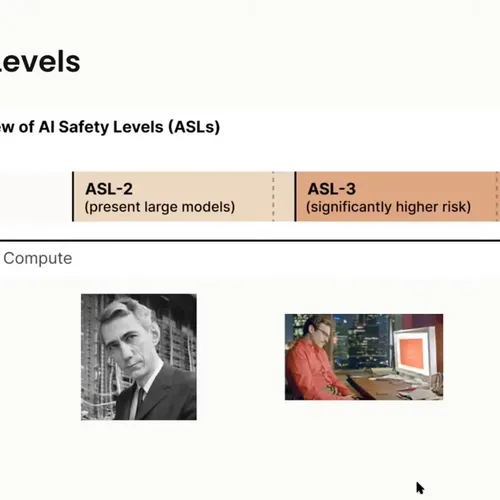 Levels
ew of AI Safety Levels (ASLs)
ASL-2
(present large models)
ASL-3
(significantly higher risk)
Compute